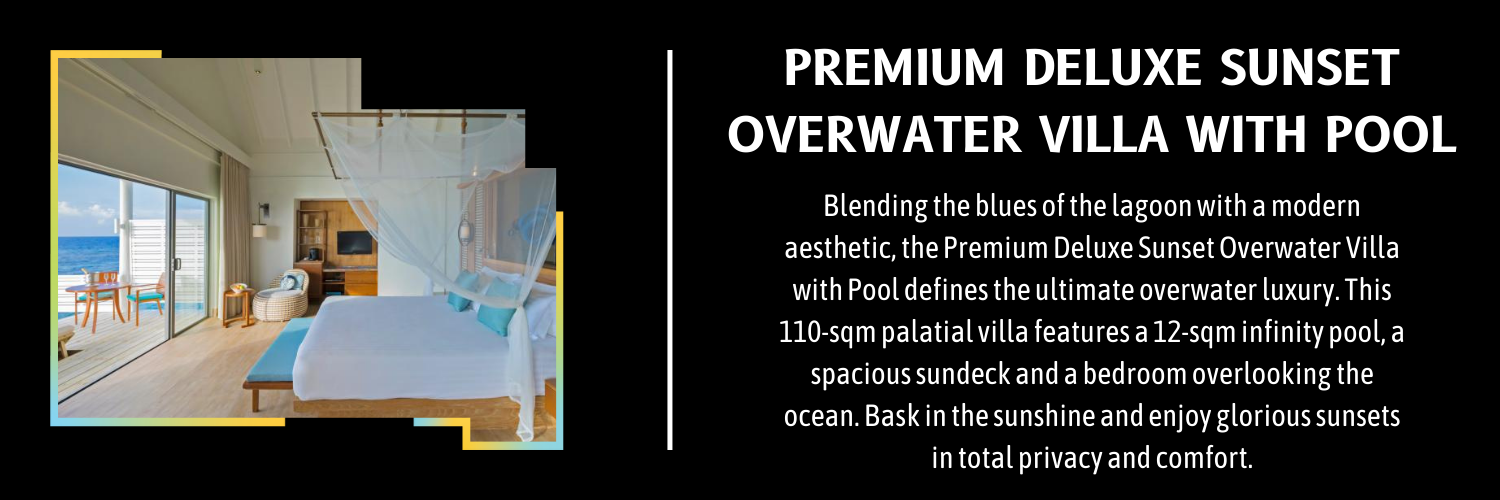 PREMIUM DELUXE SUNSET
OVERWATER VILLA WITH POOL
Blending the blues of the lagoon with a modern
aesthetic, the Premium Deluxe Sunset Overwater Villa
with Pool defines the ultimate overwater luxury. This
110-sqm palatial villa features a 12-sqm infinity pool, a
spacious sundeck and a bedroom overlooking the
ocean. Bask in the sunshine and enjoy glorious sunsets
in total privacy and comfort.